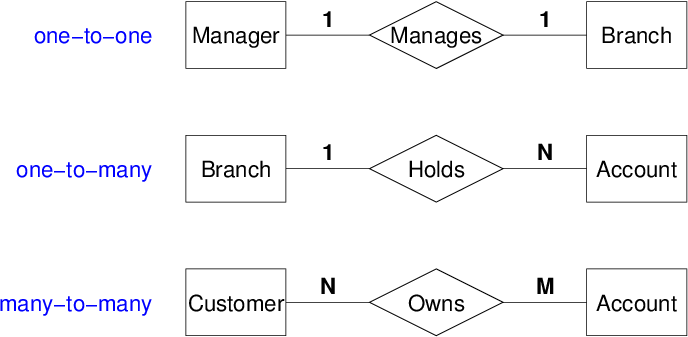 1 1
one–to–one Manager Manages Branch
1 N
one–to–many Branch Holds Account
N M
many–to–many Customer Owns Account